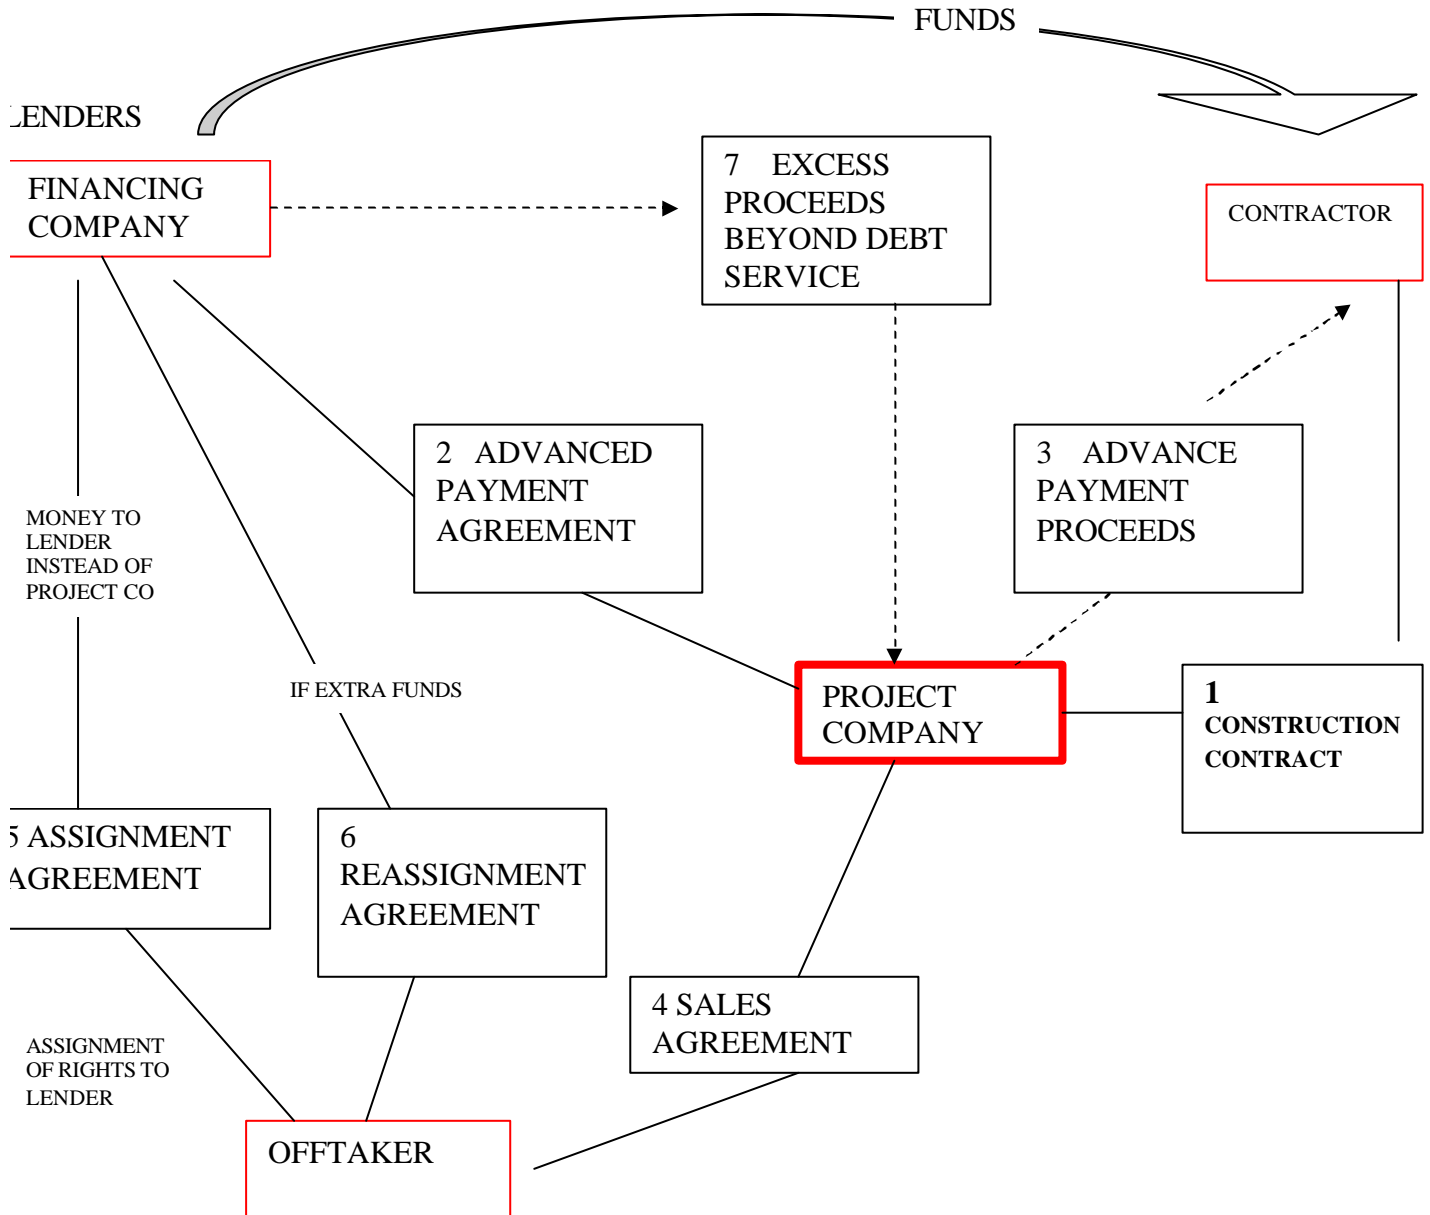 FUNDS
LENDERS
FINANCING
COMPANY
7 EXCESS
PROCEEDS
BEYOND DEBT
SERVICE
CONTRACTOR
2 ADVANCED
PAYMENT
AGREEMENT
3 ADVANCE
PAYMENT
PROCEEDS
MONEY TO
LENDER
INSTEAD OF
PROJECT CO
IF EXTRA FUNDS
PROJECT
COMPANY
1
CONSTRUCTION
CONTRACT
5 ASSIGNMENT
AGREEMENT
6
REASSIGNMENT
AGREEMENT
4 SALES
AGREEMENT
ASSIGNMENT
OF RIGHTS TO
LENDER
OFFTAKER